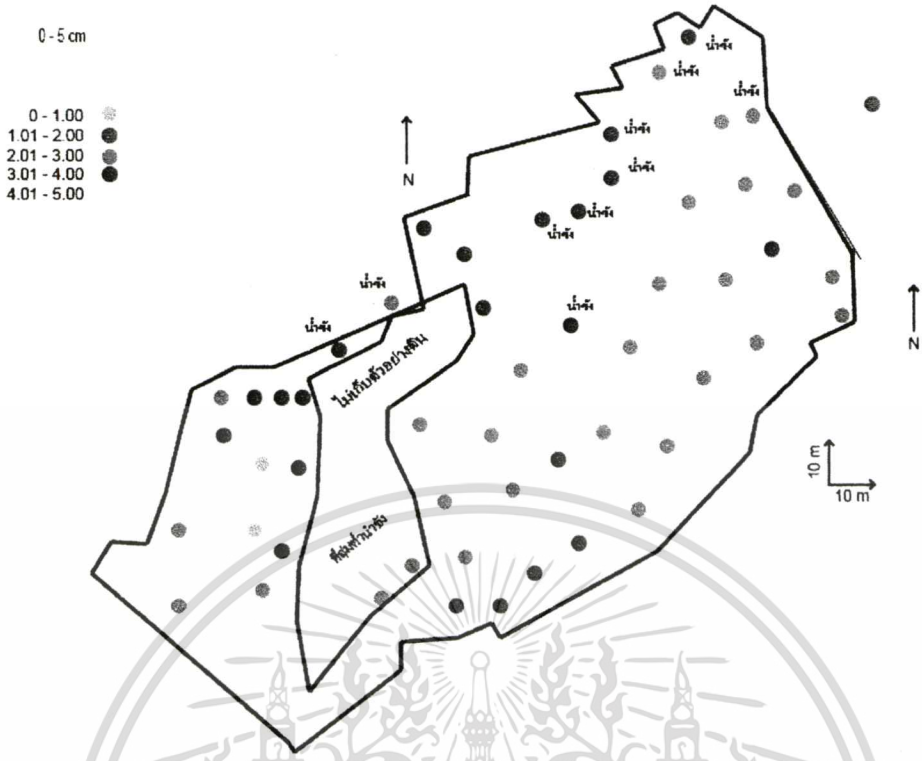 0 - 5 cm
0 - 1.00
1.01 - 2.00
2.01 - 3.00
3.01 - 4.00
4.01 - 5.00
น้ำขัง
น้ำขัง
น้ำขัง
น้ำขัง
N
น้ำขัง
น้ำขัง
น้ำขัง
น้ำขัง
น้ำขัง
น้ำขัง
N
ไม่เก็บตัวอย่างดิน
10 m
10 m
ที่ลุ่มต่ำน้ำขัง